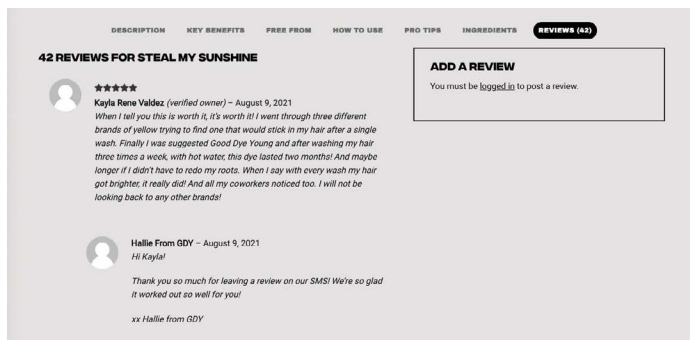 DESCRIPTION KEY BENEFITS FREE FROM HOW TO USE PRO TIPS INGREDIENTS REVIEWS (42)
42 REVIEWS FOR STEAL MY SUNSHINE
Kayla Rene Valdez (verified owner) – August 9, 2021
When I tell you this is worth it, it's worth it! I went through three different
brands of yellow trying to find one that would stick in my hair after a single
wash. Finally I was suggested Good Dye Young and after washing my hair
three times a week, with hot water, this dye lasted two months! And maybe
longer if I didn't have to redo my roots. When I say with every wash my hair
got brighter, it really did! And all my coworkers noticed too. I will not be
looking back to any other brands!
Hallie From GDY – August 9, 2021
Hi Kayla!
Thank you so much for leaving a review on our SMS! We're so glad
it worked out so well for you!
xx Hallie from GDY
ADD A REVIEW
You must be logged in to post a review.